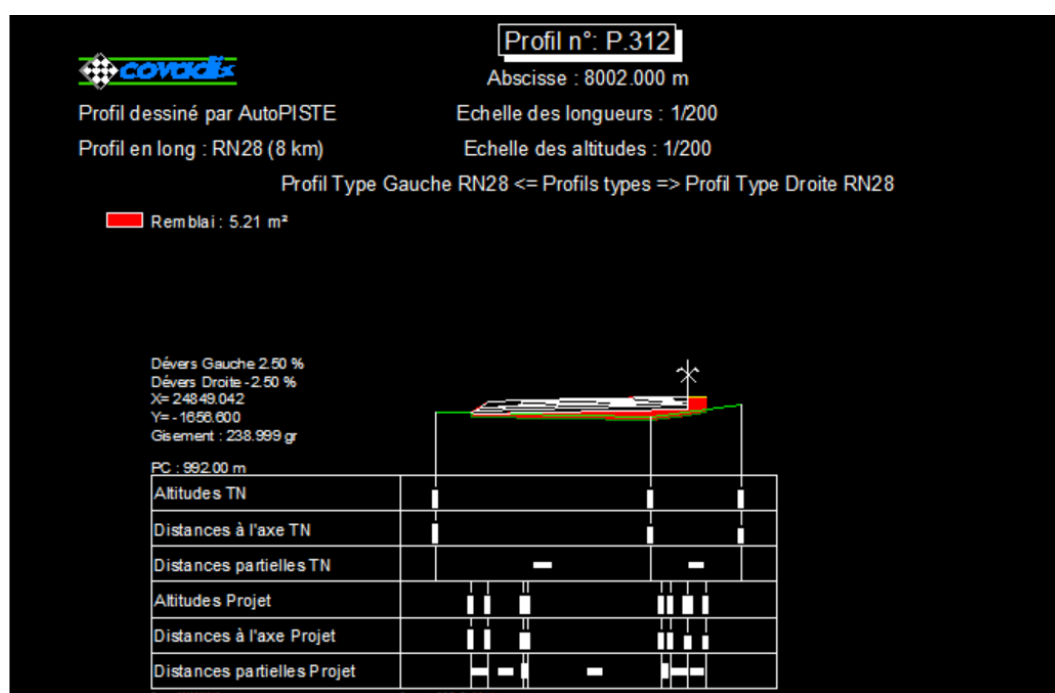 Profil n°: P.312
covadis
Abscisse : 8002.000 m
Profil dessiné par AutoPISTE
Echelle des longueurs : 1/200
Profil en long : RN28 (8 km)
Echelle des altitudes : 1/200
Profil Type Gauche RN28 <= Profils types => Profil Type Droite RN28
Remblai : 5.21 m²
Dévers Gauche 2.50 %
Dévers Droite -2.50 %
X= 24849.042
Y= -1656.600
Gisement : 238.999 gr
PC : 992.00 m
Altitudes TN
Distances à l'axe TN
Distances partielles TN
Altitudes Projet
Distances à l'axe Projet
Distances partielles Projet